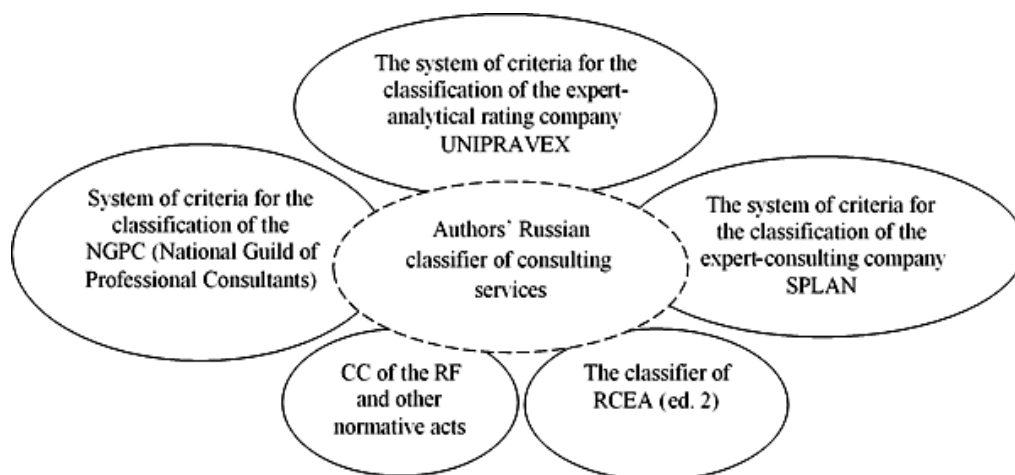 The system of criteria for the
classification of the expert-
analytical rating company
UNIPRAVEX
System of criteria for the
classification of the
NGPC (National Guild of
Professional Consultants)
Authors' Russian
classifier of consulting
services
The system of criteria for
the classification of the
expert-consulting company
SPLAN
CC of the RF
and other
normative acts
The classifier of
RCEA (ed. 2)